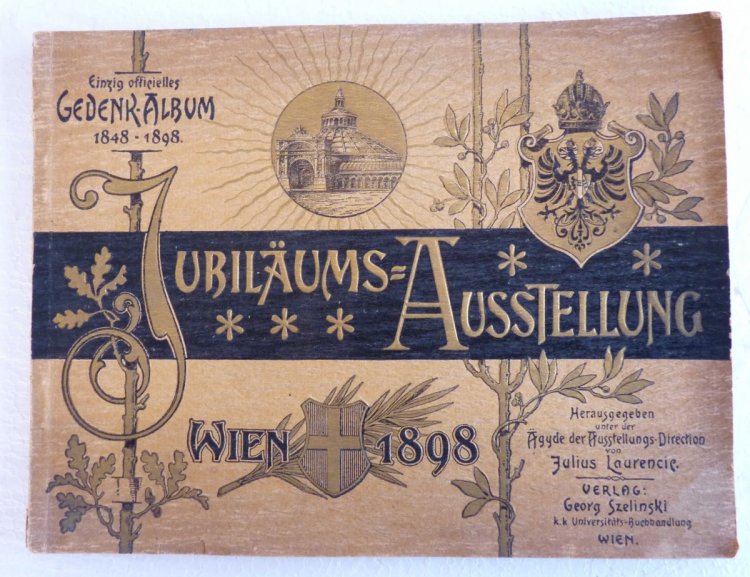 Einzig officielles
GEDENK-ALBUM
1848 - 1898.
JUBILÄUMS=AUSSTELLUNG
WIEN 1898
Herausgegeben
unter der
Ägyde der Ausstellungs-Direction
von
Julius Laurencic.
VERLAG:
Georg Szelinski
k.k Universitäts-Buchhandlung
WIEN.